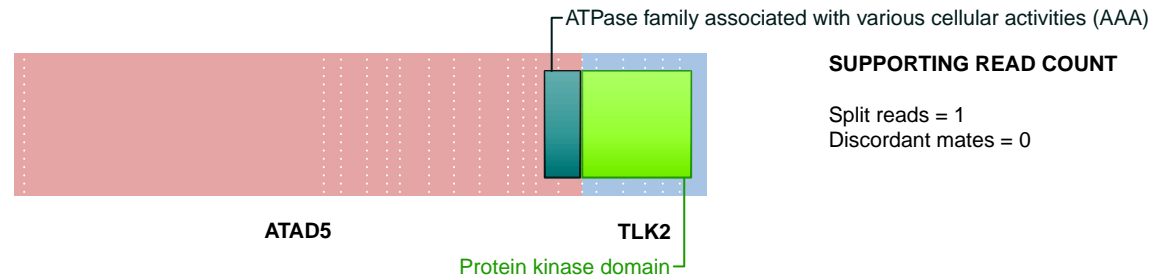 ATPase family associated with various cellular activities (AAA)
SUPPORTING READ COUNT
Split reads = 1
Discordant mates = 0
ATAD5
TLK2
Protein kinase domain